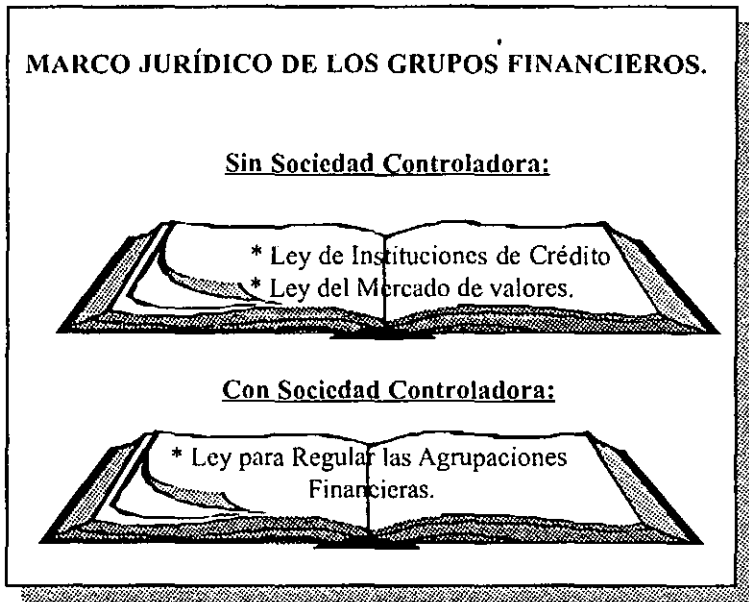 MARCO JURÍDICO DE LOS GRUPOS FINANCIEROS.
Sin Sociedad Controladora:
* Ley de Instituciones de Crédito
* Ley del Mercado de valores.
Con Sociedad Controladora:
* Ley para Regular las Agrupaciones
Financieras.